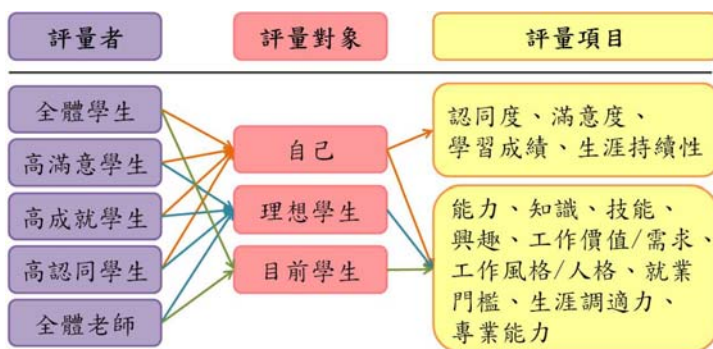 評量者
評量對象
評量項目
全體學生
高滿意學生
高成就學生
高認同學生
全體老師
自己
理想學生
目前學生
認同度、滿意度、
學習成績、生涯持續性
能力、知識、技能、
興趣、工作價值/需求、
工作風格/人格、就業
門檻、生涯調適力、
專業能力